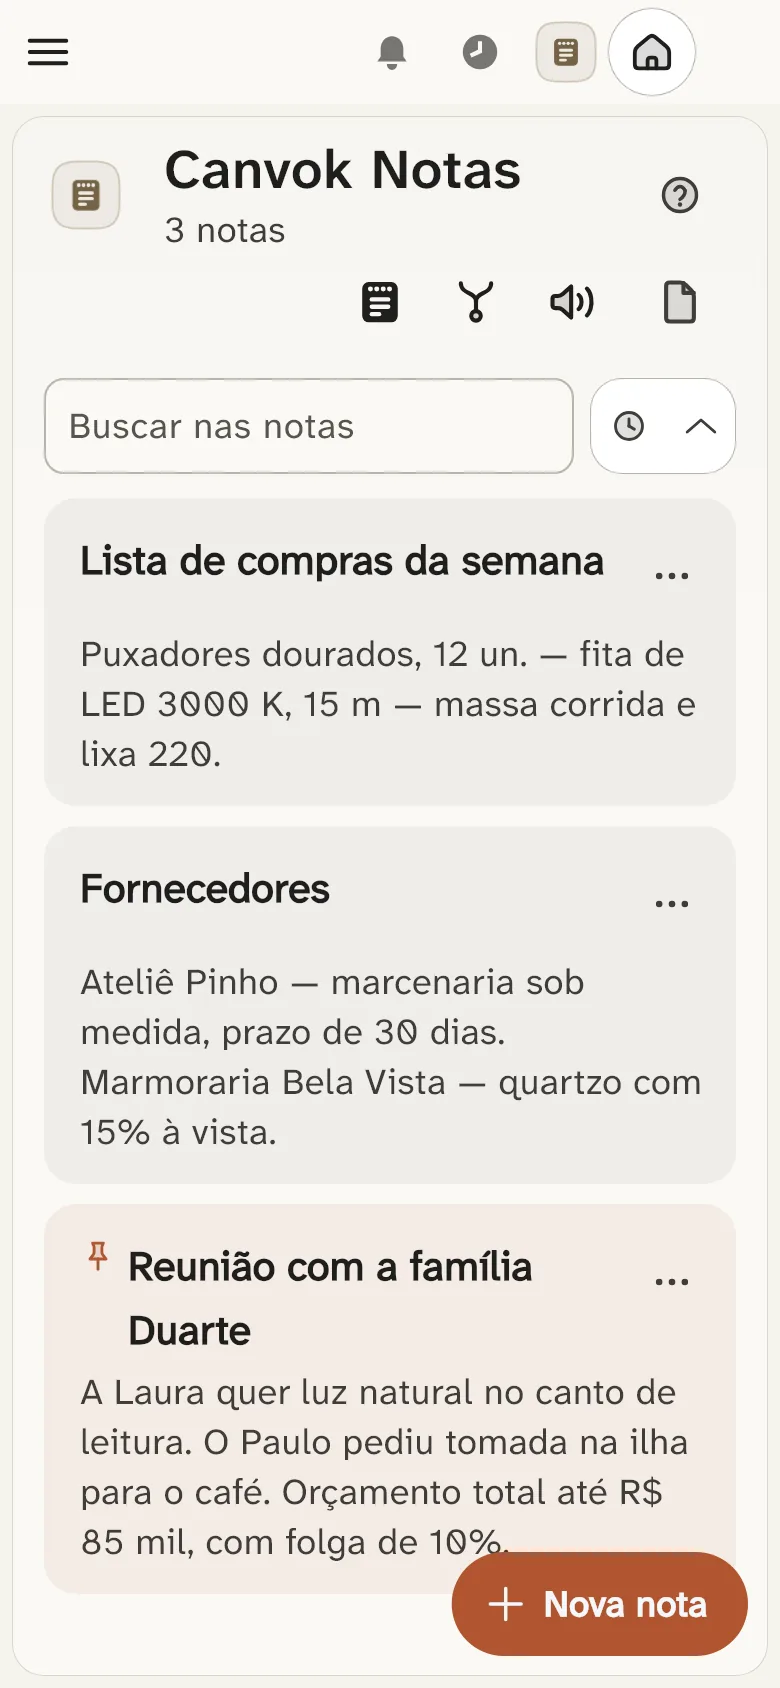 Canvok Notas
3 notas
Buscar nas notas
Lista de compras da semana
Puxadores dourados, 12 un. — fita de
LED 3000 K, 15 m — massa corrida e
lixa 220.
Fornecedores
Ateliê Pinho — marcenaria sob
medida, prazo de 30 dias.
Marmoraria Bela Vista — quartzo com
15% à vista.
Reunião com a família
Duarte
A Laura quer luz natural no canto de
leitura. O Paulo pediu tomada na ilha
para o café. Orçamento total até R$
85 mil, com folga de 10%.
Nova nota